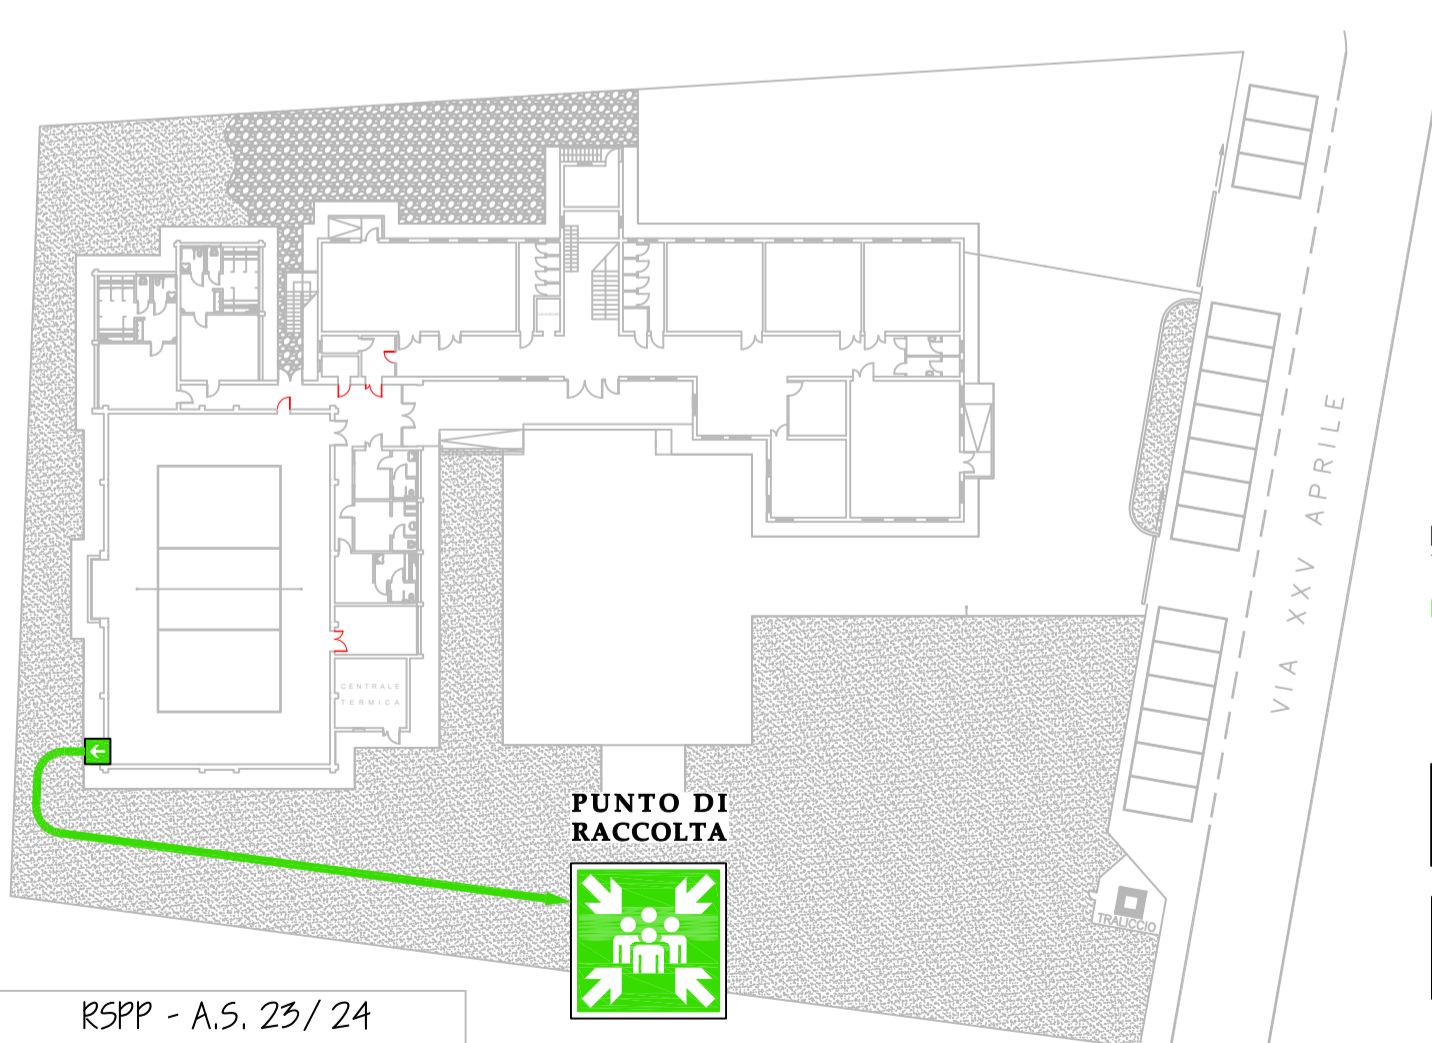 VIA XXV APRILE
CENTRALE
TERMICA
PUNTO DI
RACCOLTA
TRALICCIO
RSPP - A.S. 23/24